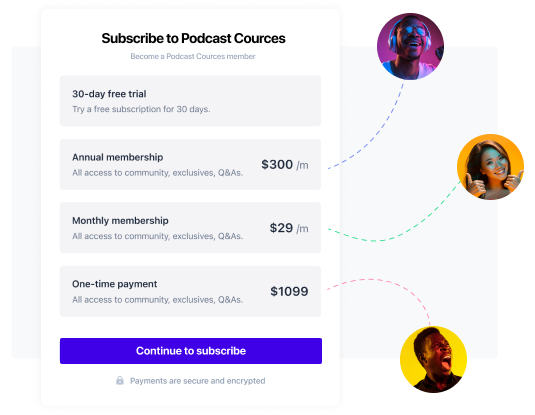 Subscribe to Podcast Cources
Become a Podcast Cources member
30-day free trial
Try a free subscription for 30 days.
Annual membership
All access to community, exclusives, Q&As.
$300 /m
Monthly membership
All access to community, exclusives, Q&As.
$29 /m
One-time payment
All access to community, exclusives, Q&As.
$1099
Continue to subscribe
Payments are secure and encrypted